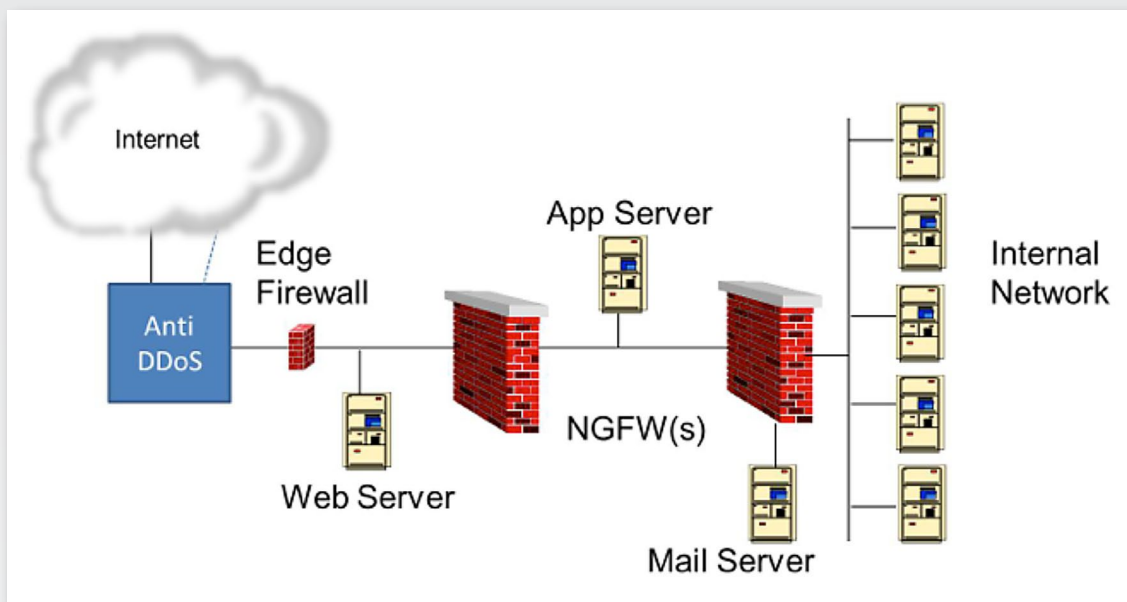 Internet
Edge
Firewall
Anti
DDoS
App Server
Internal
Network
NGFW(s)
Web Server
Mail Server